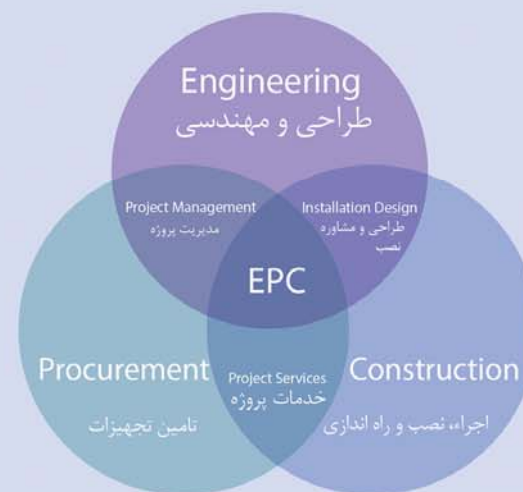 Engineering
طراحی و مهندسی
Project Management
مدیریت پروژه
Installation Design
طراحی و مشاوره
نصب
EPC
Procurement
تامین تجهیزات
Project Services
خدمات پروژه
Construction
اجراء، نصب و راه اندازی